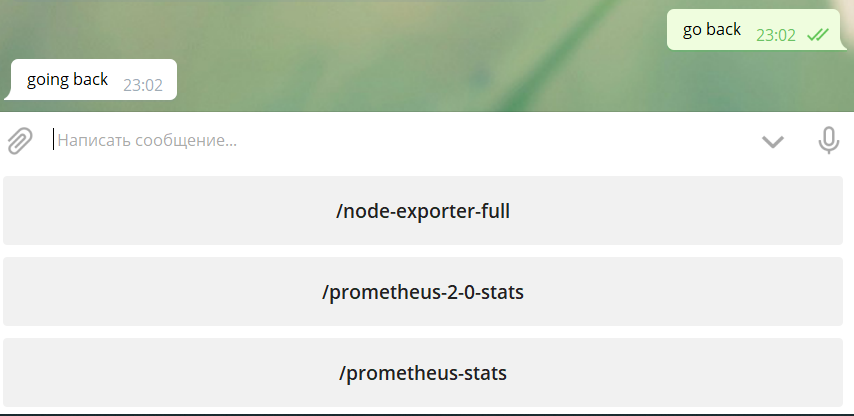 go back 23:02
going back 23:02
Написать сообщение...
/node-exporter-full
/prometheus-2-0-stats
/prometheus-stats